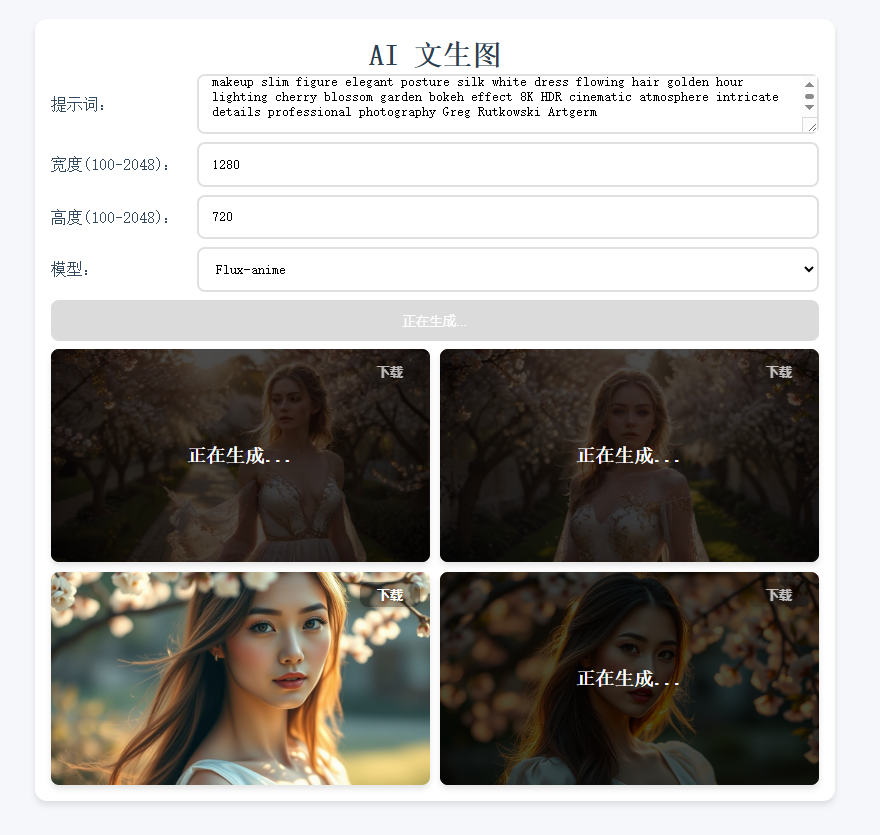 AI 文生图
提示词:
makeup slim figure elegant posture silk white dress flowing hair golden hour
lighting cherry blossom garden bokeh effect 8K HDR cinematic atmosphere intricate
details professional photography Greg Rutkowski Artgerm
宽度(100-2048):
1280
高度(100-2048):
720
模型:
Flux-anime
正在生成...
下载
正在生成...
下载
正在生成...
下载
下载
正在生成...